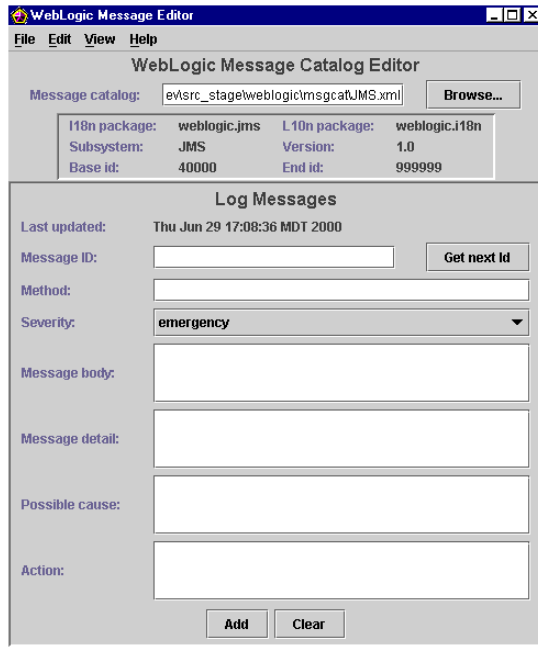 WebLogic Message Editor
File Edit View Help
WebLogic Message Catalog Editor
Message catalog: ev\src_stage\weblogic\msgcat\JMS.xml Browse...
I18n package: weblogic.jms L10n package: weblogic.i18n
Subsystem: JMS Version: 1.0
Base id: 40000 End id: 999999
Log Messages
Last updated: Thu Jun 29 17:08:36 MDT 2000
Message ID: Get next Id
Method:
Severity: emergency
Message body:
Message detail:
Possible cause:
Action:
Add Clear